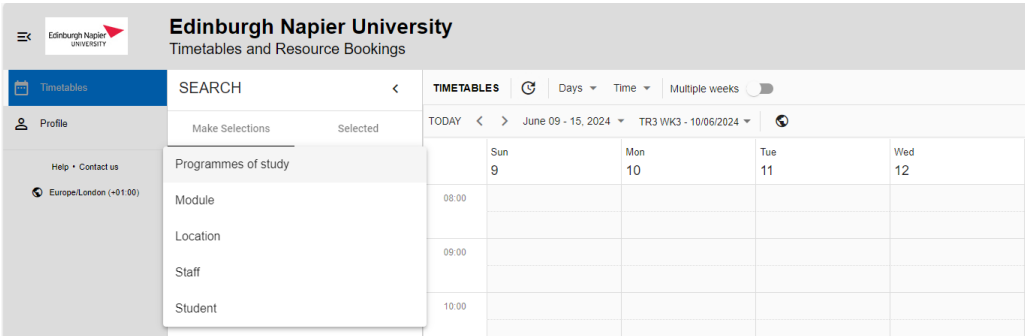 Edinburgh Napier
UNIVERSITY
Edinburgh Napier University
Timetables and Resource Bookings
Timetables
Profile
Help • Contact us
Europe/London (+01:00)
SEARCH
Make Selections Selected
Programmes of study
Module
Location
Staff
Student
TIMETABLES Days Time Multiple weeks
TODAY June 09 - 15, 2024 TR3 WK3 - 10/06/2024
Sun Mon Tue Wed
9 10 11 12
08:00
09:00
10:00